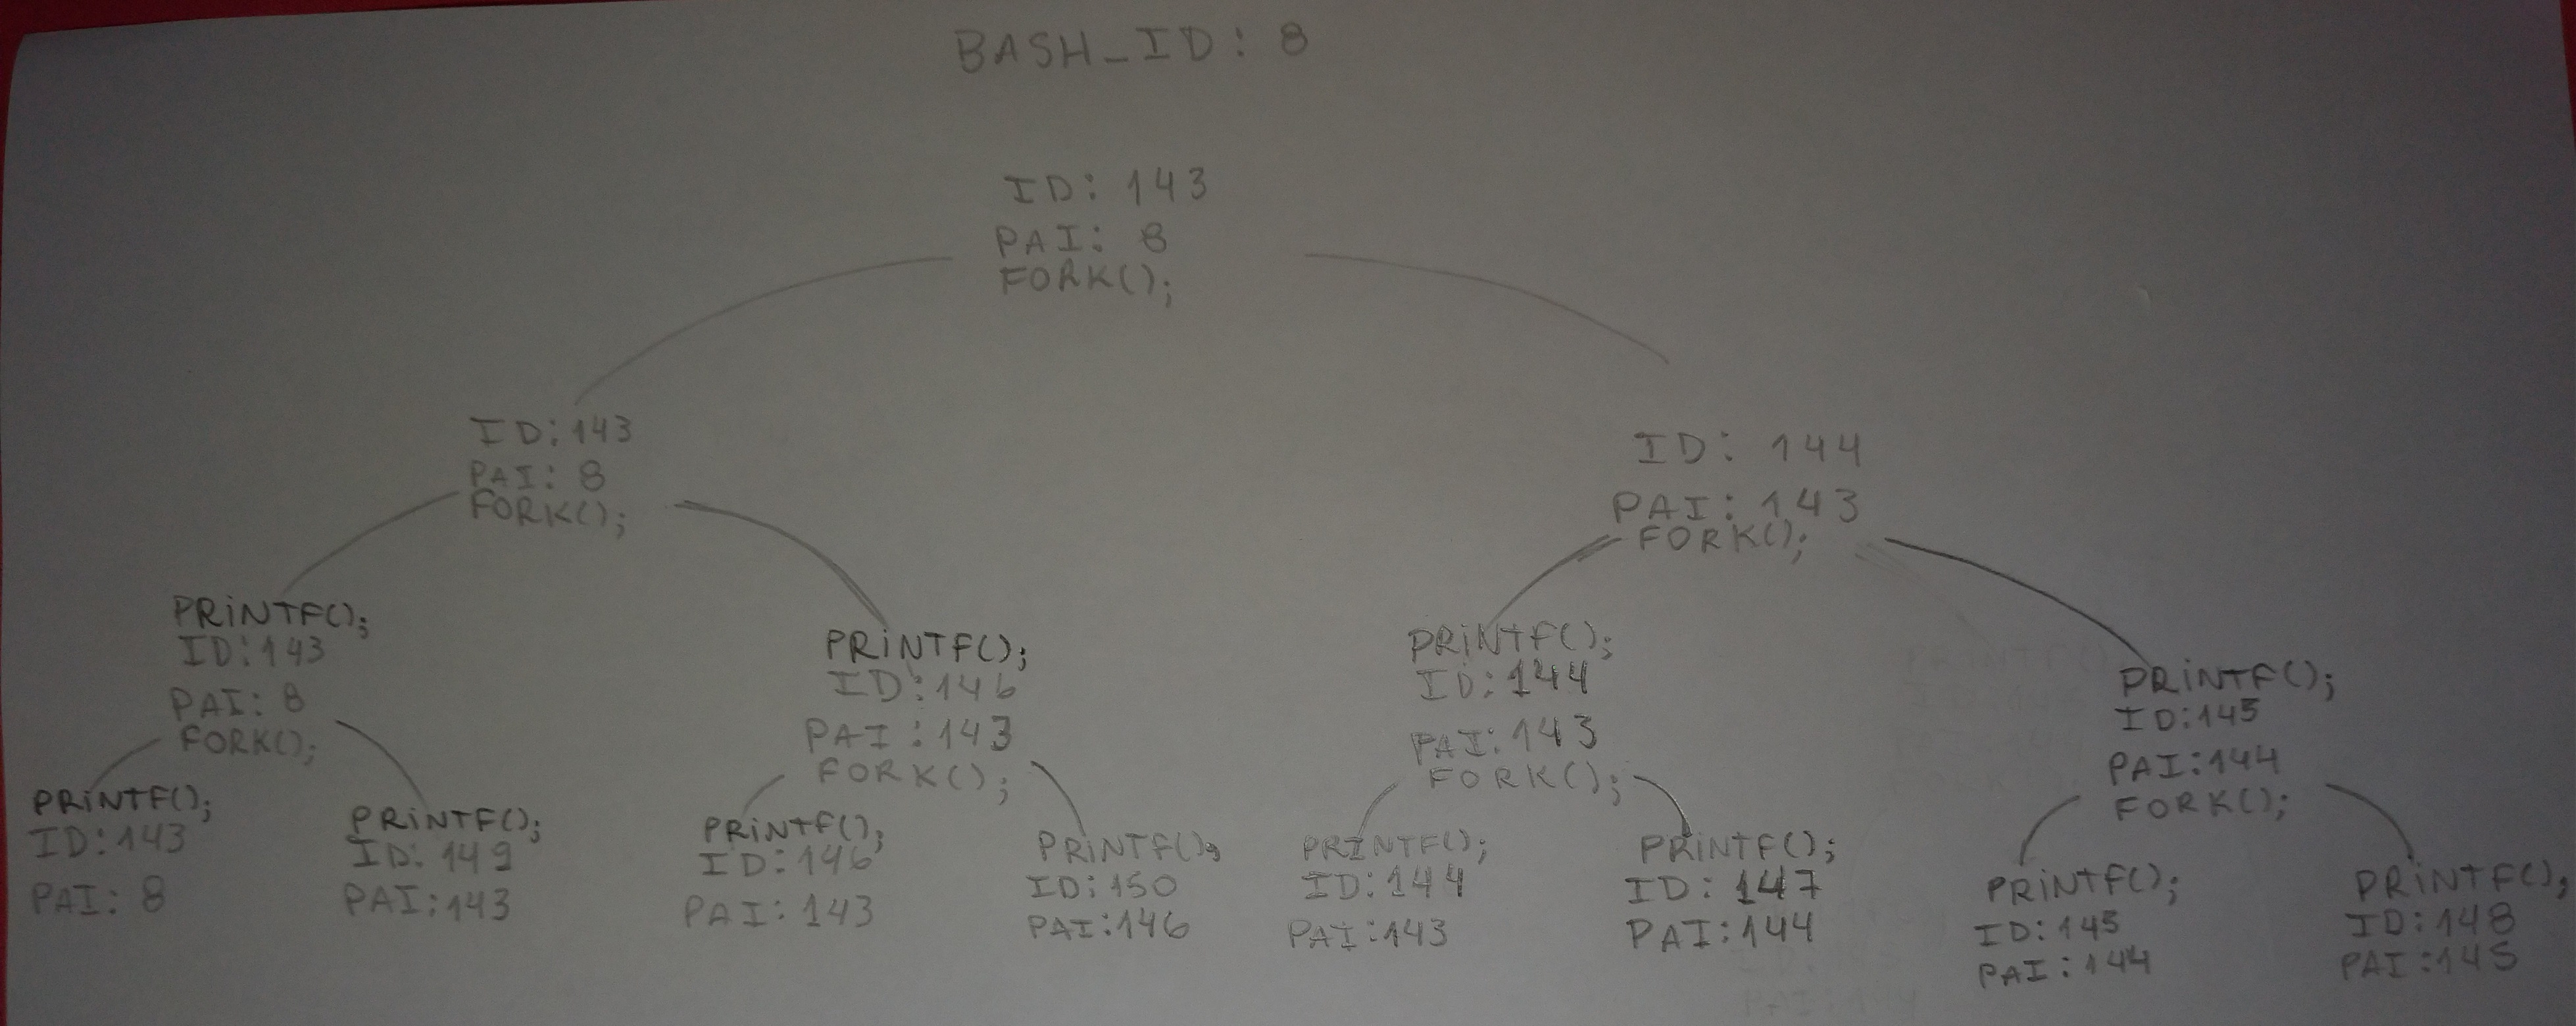 BASH_ID: 8
ID: 143
PAI: 8
FORK();
ID: 143
PAI: 8
FORK();
ID: 144
PAI: 143
FORK();
PRINTF();
ID: 143
PAI: 8
FORK();
PRINTF();
ID: 146
PAI: 143
FORK();
PRINTF();
ID: 144
PAI: 143
FORK();
PRINTF();
ID: 145
PAI: 144
FORK();
PRINTF();
ID: 143
PAI: 8
PRINTF();
ID: 149
PAI: 143
PRINTF();
ID: 146
PAI: 143
PRINTF();
ID: 150
PAI: 146
PRINTF();
ID: 144
PAI: 143
PRINTF();
ID: 147
PAI: 144
PRINTF();
ID: 145
PAI: 144
PRINTF();
ID: 148
PAI: 145